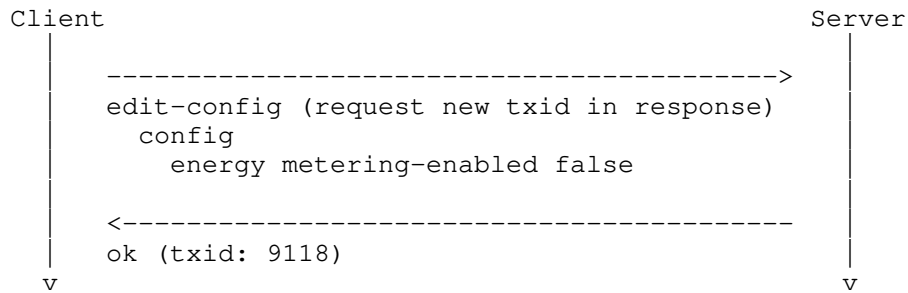 Client Server
| |
| ------------------------------------------> |
| edit-config (request new txid in response) |
| config |
| energy metering-enabled false |
| |
| <------------------------------------------ |
| ok (txid: 9118) |
v v